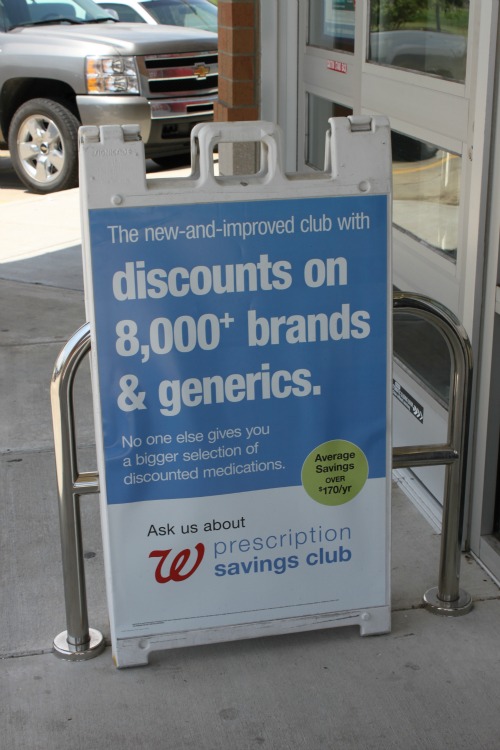 The new-and-improved club with
discounts on
8,000+ brands
& generics.
No one else gives you
a bigger selection of
discounted medications.
Average
Savings
OVER
$170/yr
Ask us about
W prescription
savings club